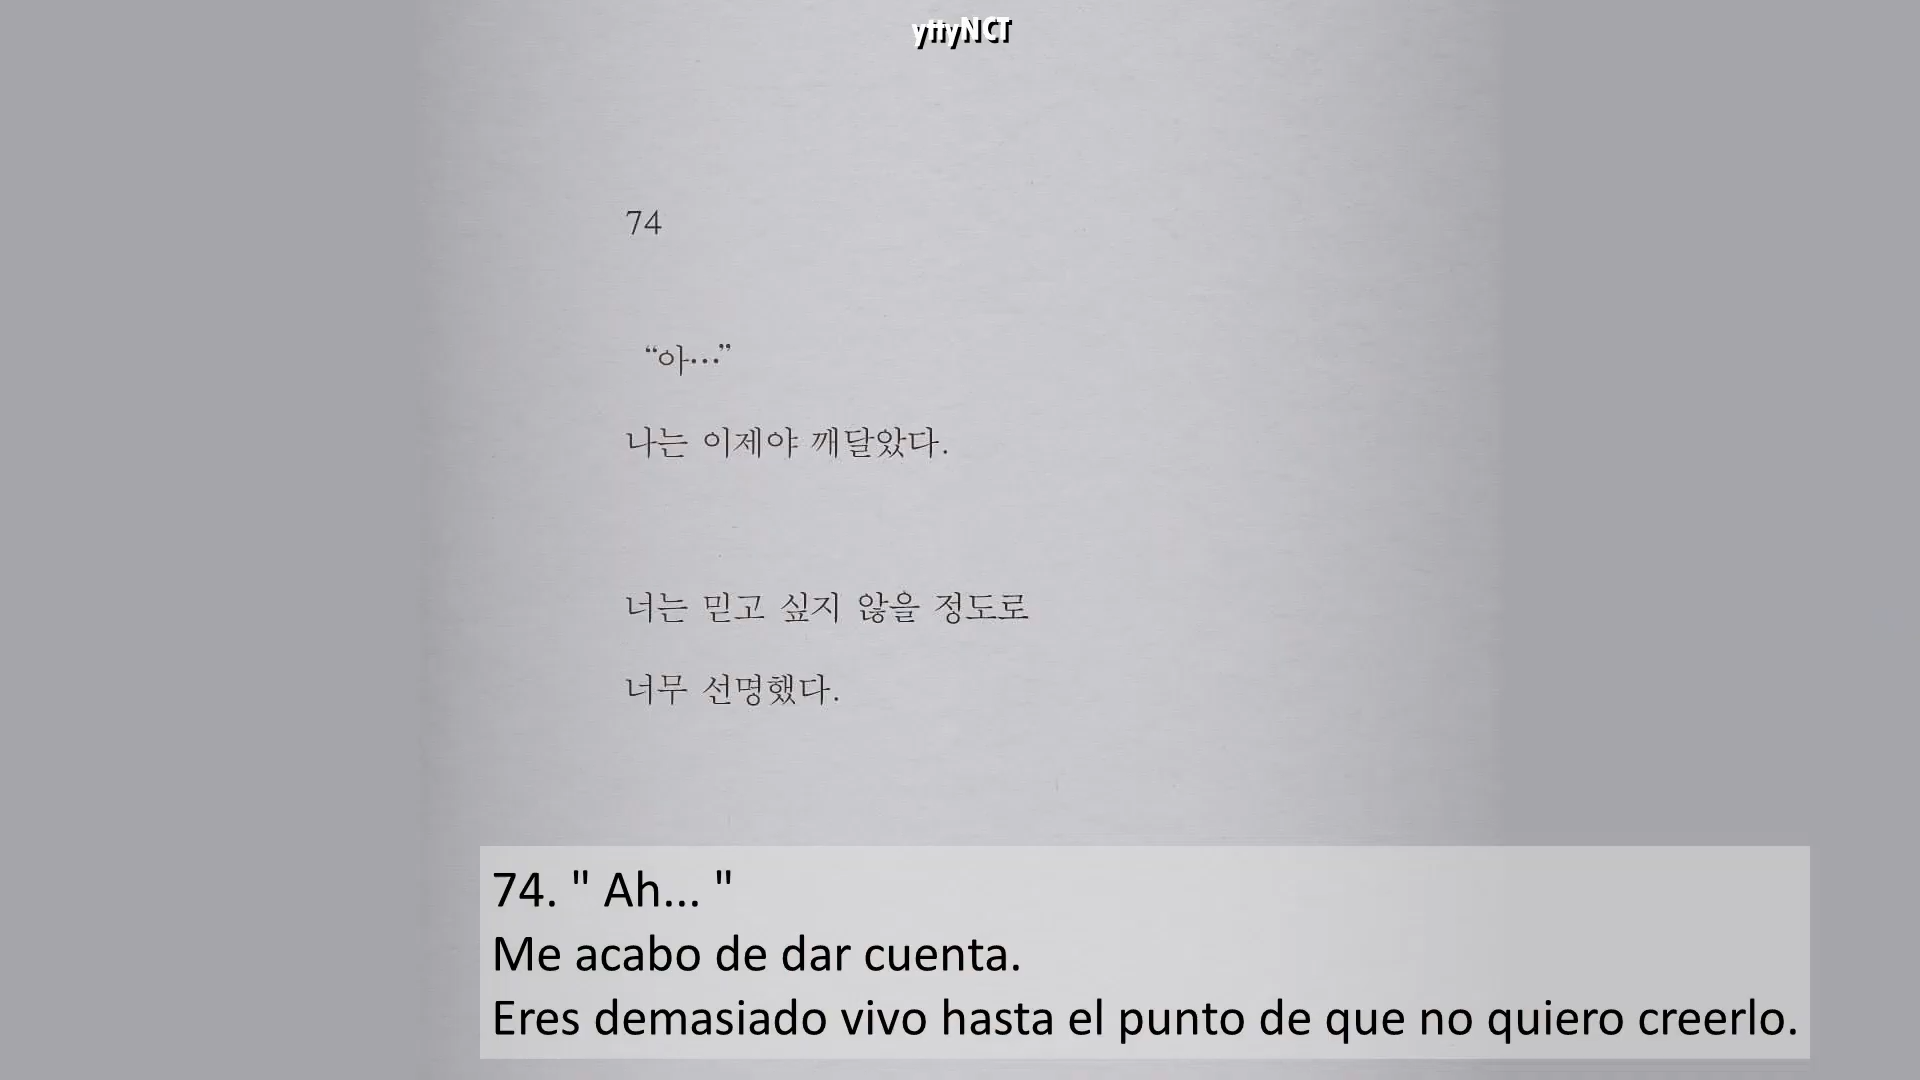 yttyNCT
74
“아…”
나는 이제야 깨달았다.
너는 믿고 싶지 않을 정도로
너무 선명했다.
74. " Ah... "
Me acabo de dar cuenta.
Eres demasiado vivo hasta el punto de que no quiero creerlo.